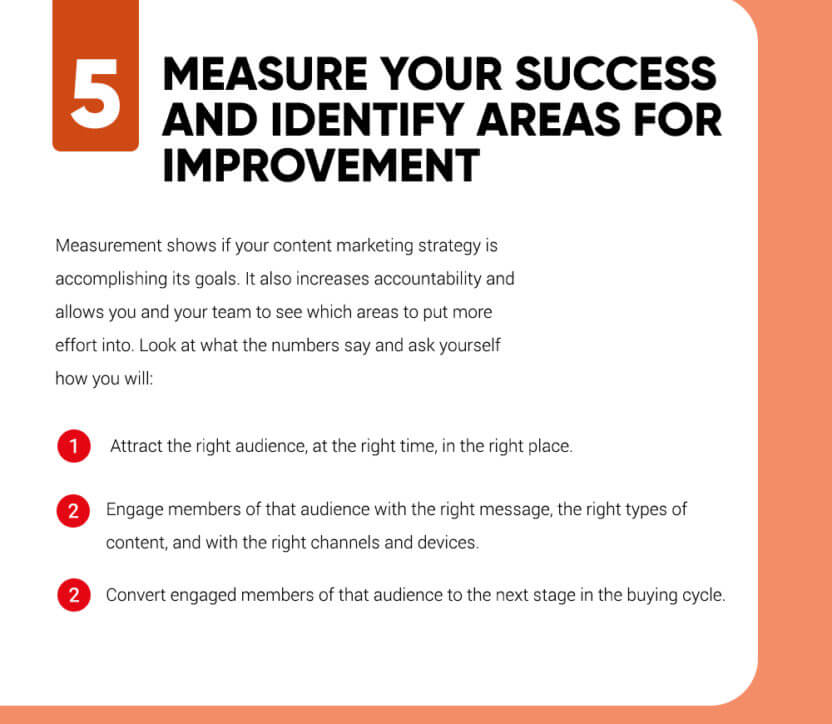 5
MEASURE YOUR SUCCESS
AND IDENTIFY AREAS FOR
IMPROVEMENT
Measurement shows if your content marketing strategy is
accomplishing its goals. It also increases accountability and
allows you and your team to see which areas to put more
effort into. Look at what the numbers say and ask yourself
how you will:
1 Attract the right audience, at the right time, in the right place.
2 Engage members of that audience with the right message, the right types of
content, and with the right channels and devices.
2 Convert engaged members of that audience to the next stage in the buying cycle.